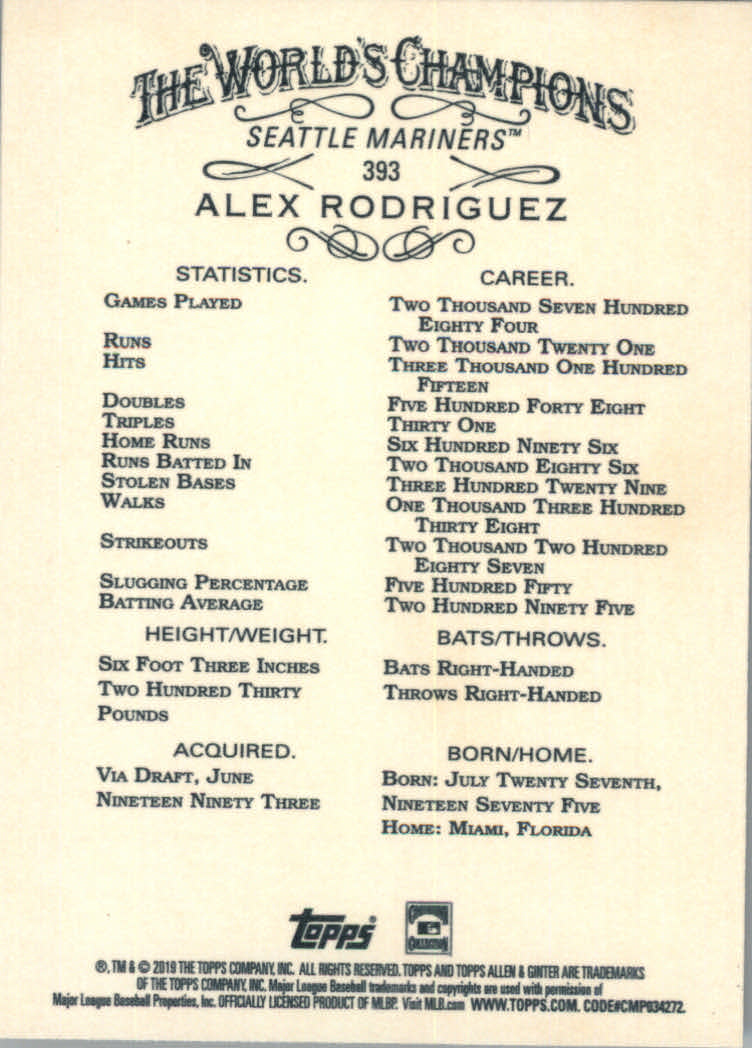 THE WORLD'S CHAMPIONS
SEATTLE MARINERS™
393
ALEX RODRIGUEZ
STATISTICS. CAREER.
GAMES PLAYED TWO THOUSAND SEVEN HUNDRED
EIGHTY FOUR
RUNS TWO THOUSAND TWENTY ONE
HITS THREE THOUSAND ONE HUNDRED
FIFTEEN
DOUBLES FIVE HUNDRED FORTY EIGHT
TRIPLES THIRTY ONE
HOME RUNS SIX HUNDRED NINETY SIX
RUNS BATTED IN TWO THOUSAND EIGHTY SIX
STOLEN BASES THREE HUNDRED TWENTY NINE
WALKS ONE THOUSAND THREE HUNDRED
THIRTY EIGHT
STRIKEOUTS TWO THOUSAND TWO HUNDRED
EIGHTY SEVEN
SLUGGING PERCENTAGE FIVE HUNDRED FIFTY
BATTING AVERAGE TWO HUNDRED NINETY FIVE
HEIGHT/WEIGHT. BATS/THROWS.
SIX FOOT THREE INCHES BATS RIGHT-HANDED
TWO HUNDRED THIRTY THROWS RIGHT-HANDED
POUNDS
ACQUIRED. BORN/HOME.
VIA DRAFT, JUNE BORN: JULY TWENTY SEVENTH,
NINETEEN NINETY THREE NINETEEN SEVENTY FIVE
HOME: MIAMI, FLORIDA
Topps®
COOPERSTOWN
COLLECTION
®, TM & © 2019 THE TOPPS COMPANY, INC. ALL RIGHTS RESERVED. TOPPS AND TOPPS ALLEN & GINTER ARE TRADEMARKS
OF THE TOPPS COMPANY, INC. Major League Baseball trademarks and copyrights are used with permission of
Major League Baseball Properties, Inc. OFFICIALLY LICENSED PRODUCT OF MLBP. Visit MLB.com WWW.TOPPS.COM. CODE#CMP034272.